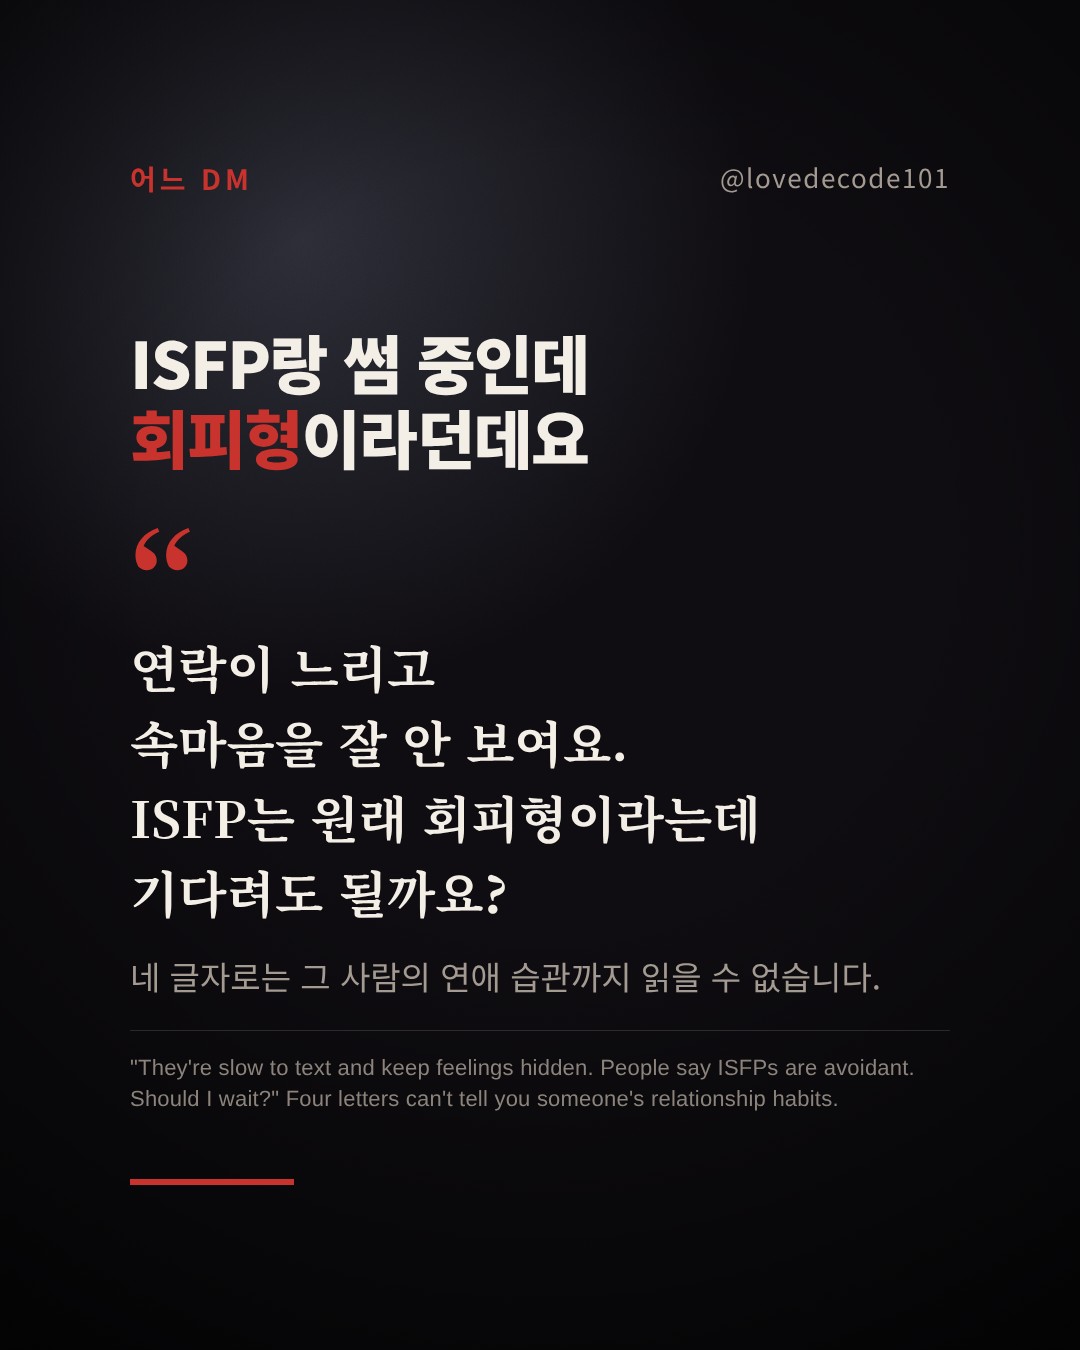 어느 DM
@lovedecode101
ISFP랑 썸 중인데
회피형이라던데요
“
연락이 느리고
속마음을 잘 안 보여요.
ISFP는 원래 회피형이라는데
기다려도 될까요?
네 글자로는 그 사람의 연애 습관까지 읽을 수 없습니다.
"They're slow to text and keep feelings hidden. People say ISFPs are avoidant.
Should I wait?" Four letters can't tell you someone's relationship habits.